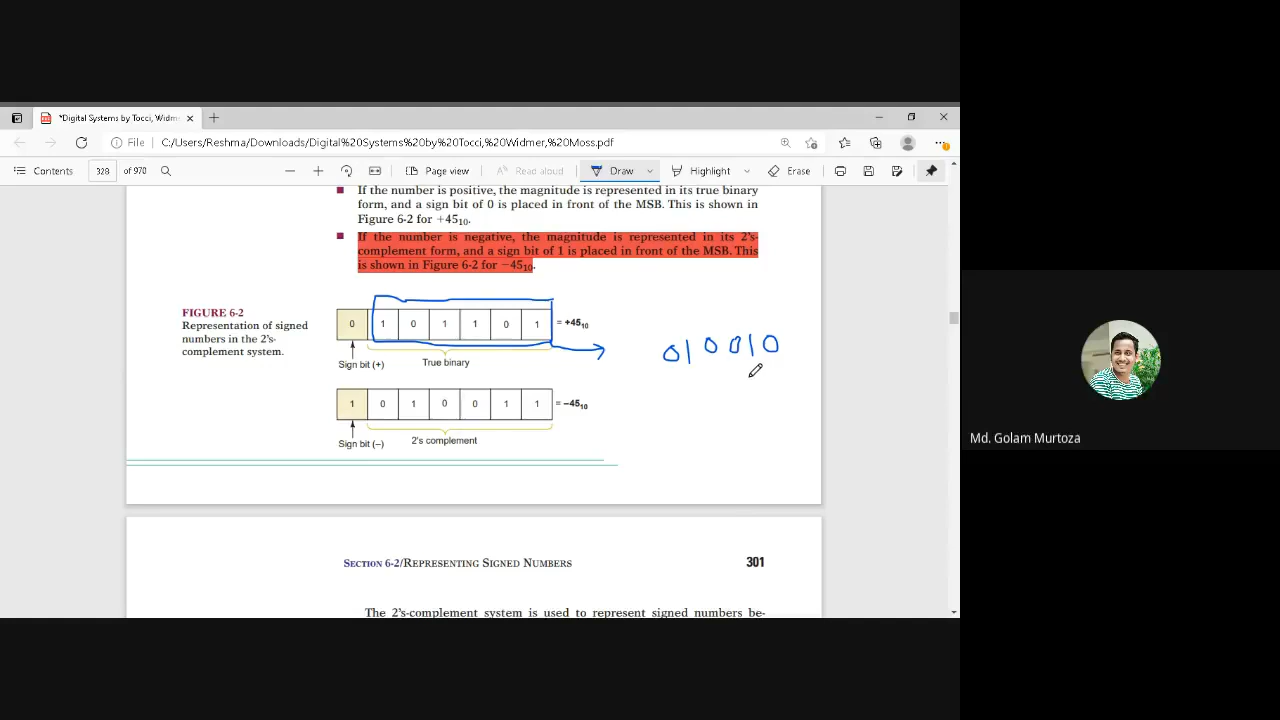 *Digital Systems by Tocci, Widm
File C:/Users/Reshma/Downloads/Digital%20Systems%20by%20Tocci,%20Widmer,%20Moss.pdf
Contents 328 of 970 Page view Read aloud Draw Highlight Erase
If the number is positive, the magnitude is represented in its true binary
form, and a sign bit of 0 is placed in front of the MSB. This is shown in
Figure 6-2 for +45₁₀.
If the number is negative, the magnitude is represented in its 2's-
complement form, and a sign bit of 1 is placed in front of the MSB. This
is shown in Figure 6-2 for −45₁₀.
FIGURE 6-2
Representation of signed
numbers in the 2's-
complement system.
0 1 0 1 1 0 1 = +45₁₀
Sign bit (+) True binary
010010
1 0 1 0 0 1 1 = −45₁₀
Sign bit (−) 2's complement
SECTION 6-2/REPRESENTING SIGNED NUMBERS 301
The 2's-complement system is used to represent signed numbers be-
Md. Golam Murtoza